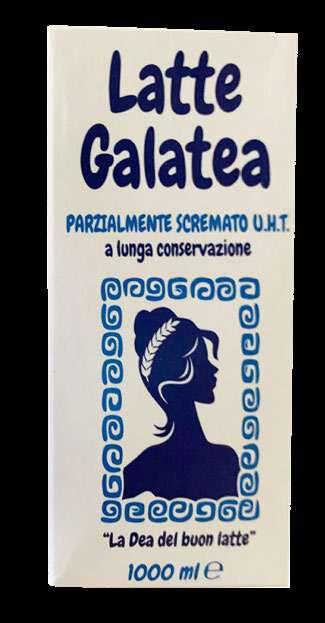 Latte
Galatea
PARZIALMENTE SCREMATO U.H.T.
a lunga conservazione
"La Dea del buon latte"
1000 ml ℮